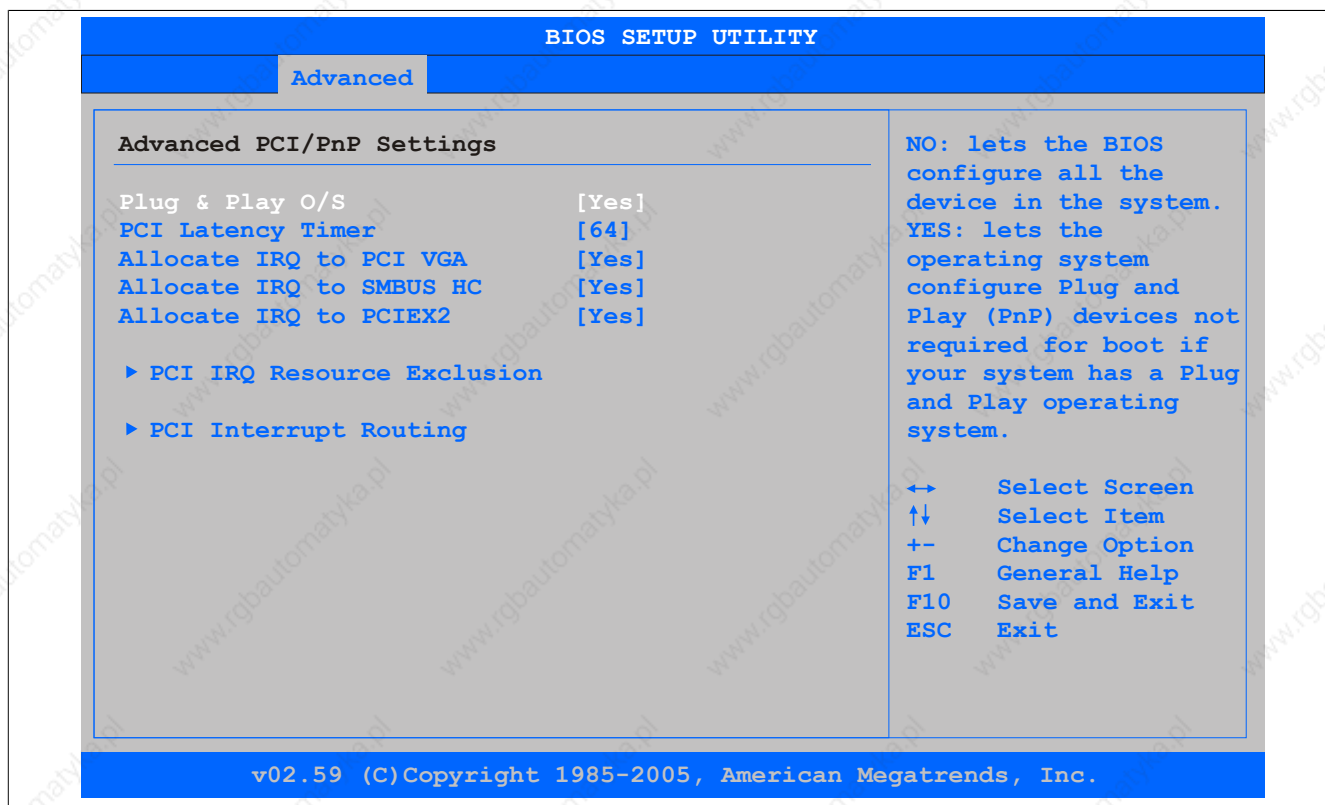 BIOS SETUP UTILITY
Advanced
Advanced PCI/PnP Settings
Plug & Play O/S [Yes]
PCI Latency Timer [64]
Allocate IRQ to PCI VGA [Yes]
Allocate IRQ to SMBUS HC [Yes]
Allocate IRQ to PCIEX2 [Yes]
▶ PCI IRQ Resource Exclusion
▶ PCI Interrupt Routing
NO: lets the BIOS
configure all the
device in the system.
YES: lets the
operating system
configure Plug and
Play (PnP) devices not
required for boot if
your system has a Plug
and Play operating
system.
↔ Select Screen
↑↓ Select Item
+- Change Option
F1 General Help
F10 Save and Exit
ESC Exit
v02.59 (C)Copyright 1985-2005, American Megatrends, Inc.
www.rgbautomatyka.pl